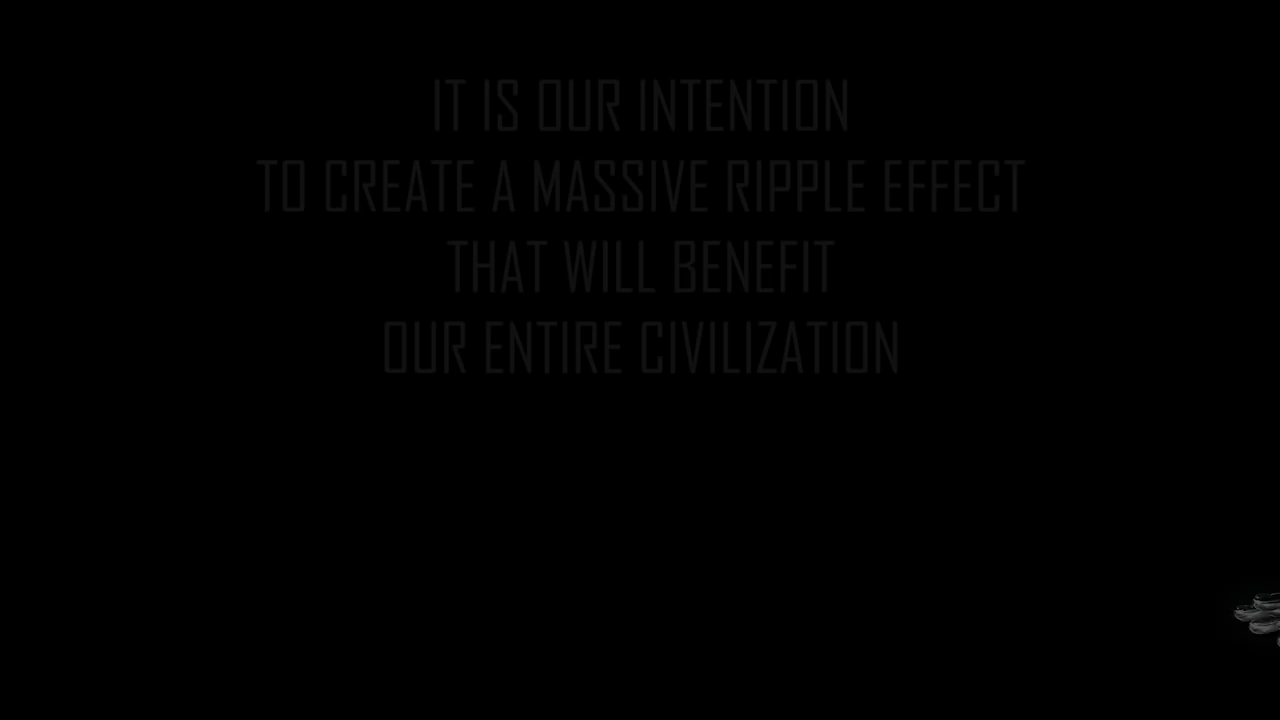 IT IS OUR INTENTION
TO CREATE A MASSIVE RIPPLE EFFECT
THAT WILL BENEFIT
OUR ENTIRE CIVILIZATION